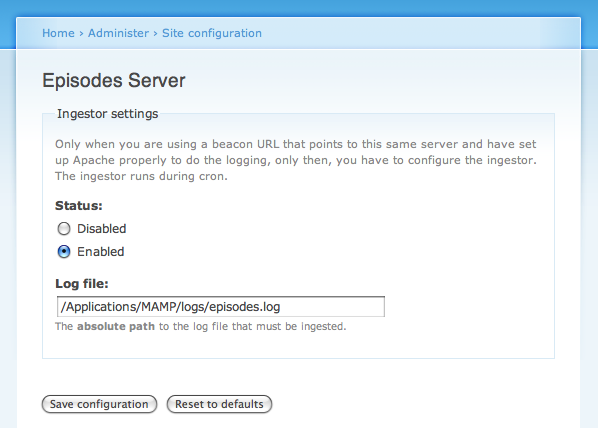 Home › Administer › Site configuration
Episodes Server
Ingestor settings
Only when you are using a beacon URL that points to this same server and have set
up Apache properly to do the logging, only then, you have to configure the ingestor.
The ingestor runs during cron.
Status:
Disabled
Enabled
Log file:
/Applications/MAMP/logs/episodes.log
The absolute path to the log file that must be ingested.
Save configuration Reset to defaults